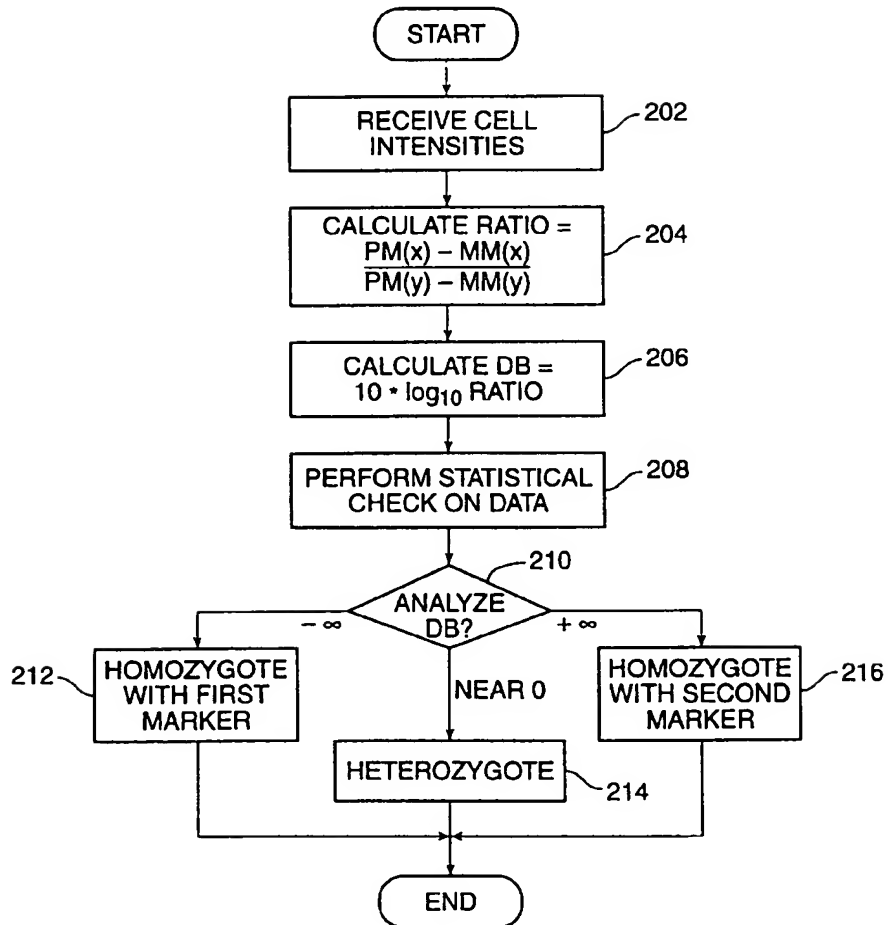 START
RECEIVE CELL
INTENSITIES
202
CALCULATE RATIO =
PM(x) – MM(x)
PM(y) – MM(y)
204
CALCULATE DB =
10 * log10 RATIO
206
PERFORM STATISTICAL
CHECK ON DATA
208
210
ANALYZE
DB?
– ∞
+ ∞
212
HOMOZYGOTE
WITH FIRST
MARKER
NEAR 0
HOMOZYGOTE
WITH SECOND
MARKER
216
HETEROZYGOTE
214
END